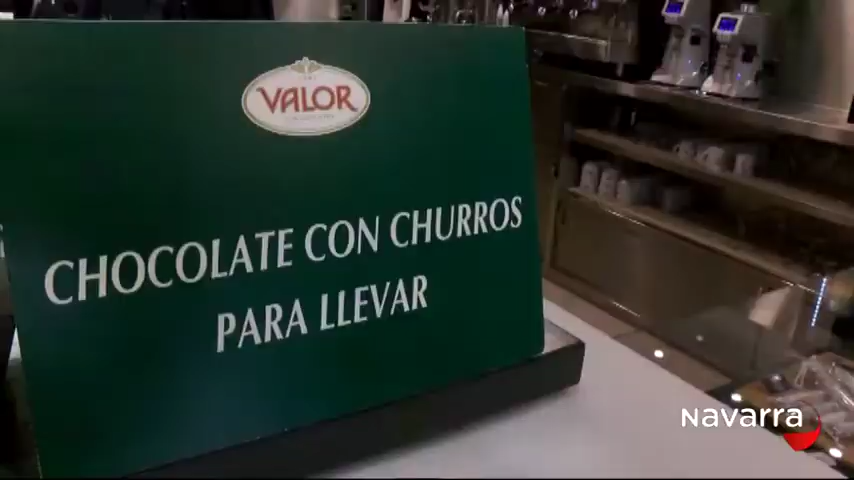 VALOR
CHOCOLATE CON CHURROS
PARA LLEVAR
Navarra